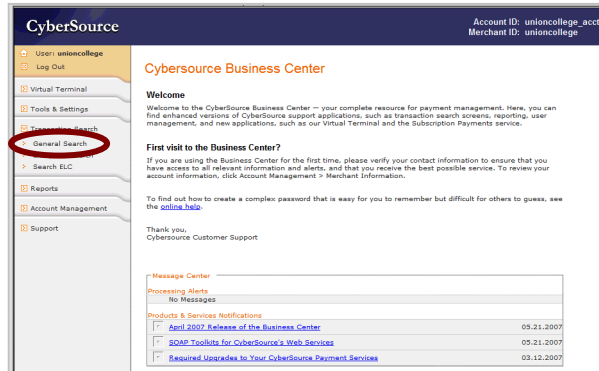 CyberSource
Account ID: unioncollege_acct
Merchant ID: unioncollege
User: unioncollege
Log Out
Virtual Terminal
Tools & Settings
Transaction Search
General Search
Search ELC
Reports
Account Management
Support
Cybersource Business Center
Welcome
Welcome to the CyberSource Business Center — your complete resource for payment management. Here, you can
find enhanced versions of CyberSource support applications, such as transaction search screens, reporting, user
management, and new applications, such as our Virtual Terminal and the Subscription Payments service.
First visit to the Business Center?
If you are using the Business Center for the first time, please verify your contact information to ensure that you
have access to all relevant information and alerts, and that you receive the best possible service. To review your
account information, click Account Management > Merchant Information.
To find out how to create a complex password that is easy for you to remember but difficult for others to guess, see
the online help.
Thank you,
Cybersource Customer Support
Message Center
Processing Alerts
No Messages
Products & Services Notifications
April 2007 Release of the Business Center 05.21.2007
SOAP Toolkits for CyberSource's Web Services 05.21.2007
Required Upgrades to Your CyberSource Payment Services 03.12.2007